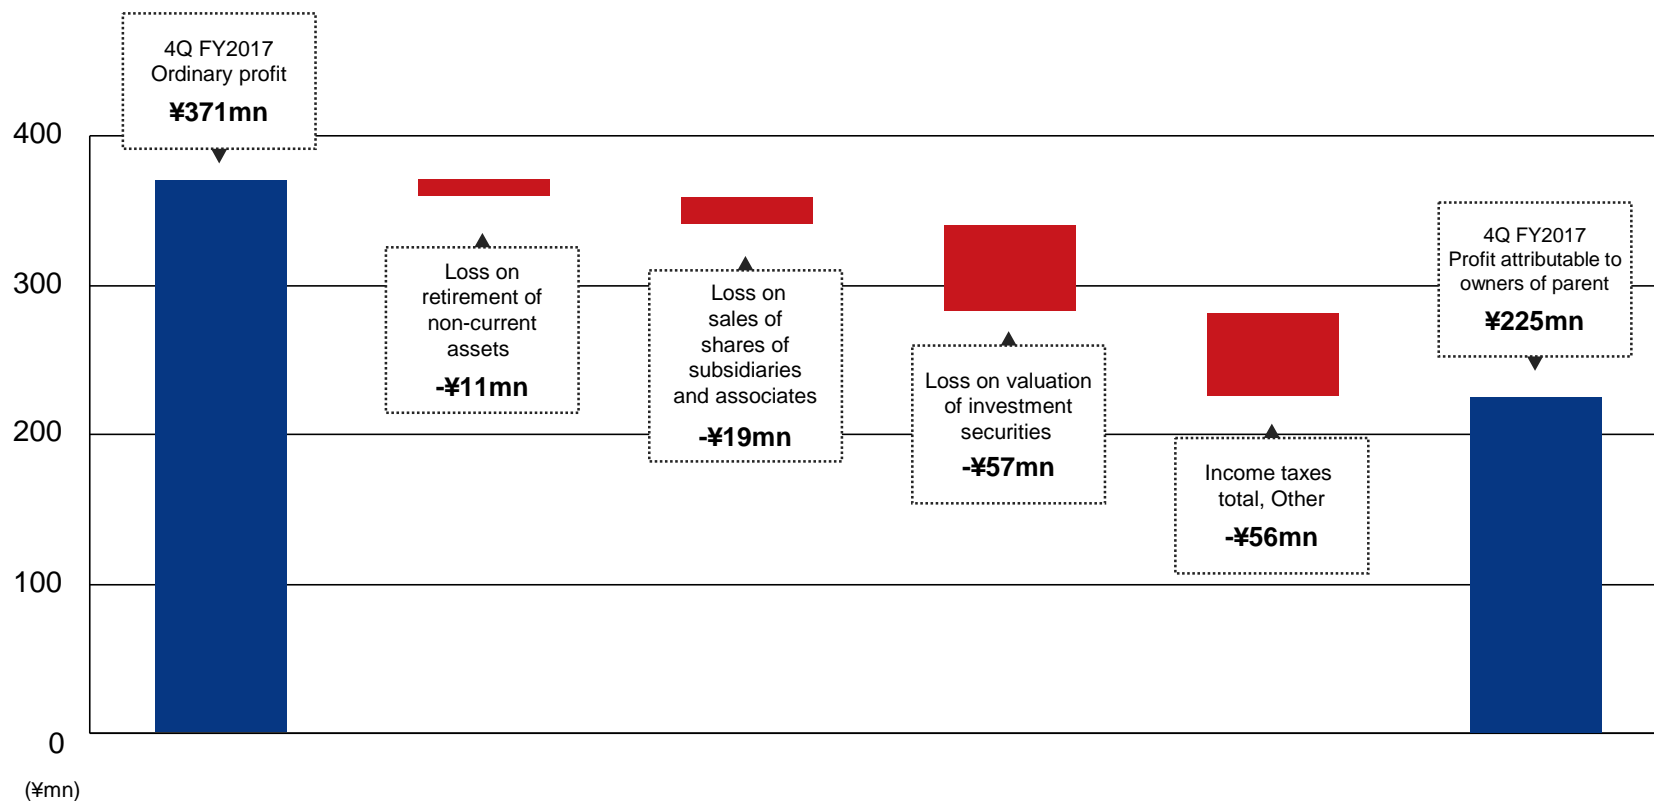 4Q FY2017
Ordinary profit
¥371mn
400
300
200
100
0
(¥mn)
Loss on
retirement of
non-current
assets
-¥11mn
Loss on
sales of
shares of
subsidiaries
and associates
-¥19mn
Loss on valuation
of investment
securities
-¥57mn
Income taxes
total, Other
-¥56mn
4Q FY2017
Profit attributable to
owners of parent
¥225mn